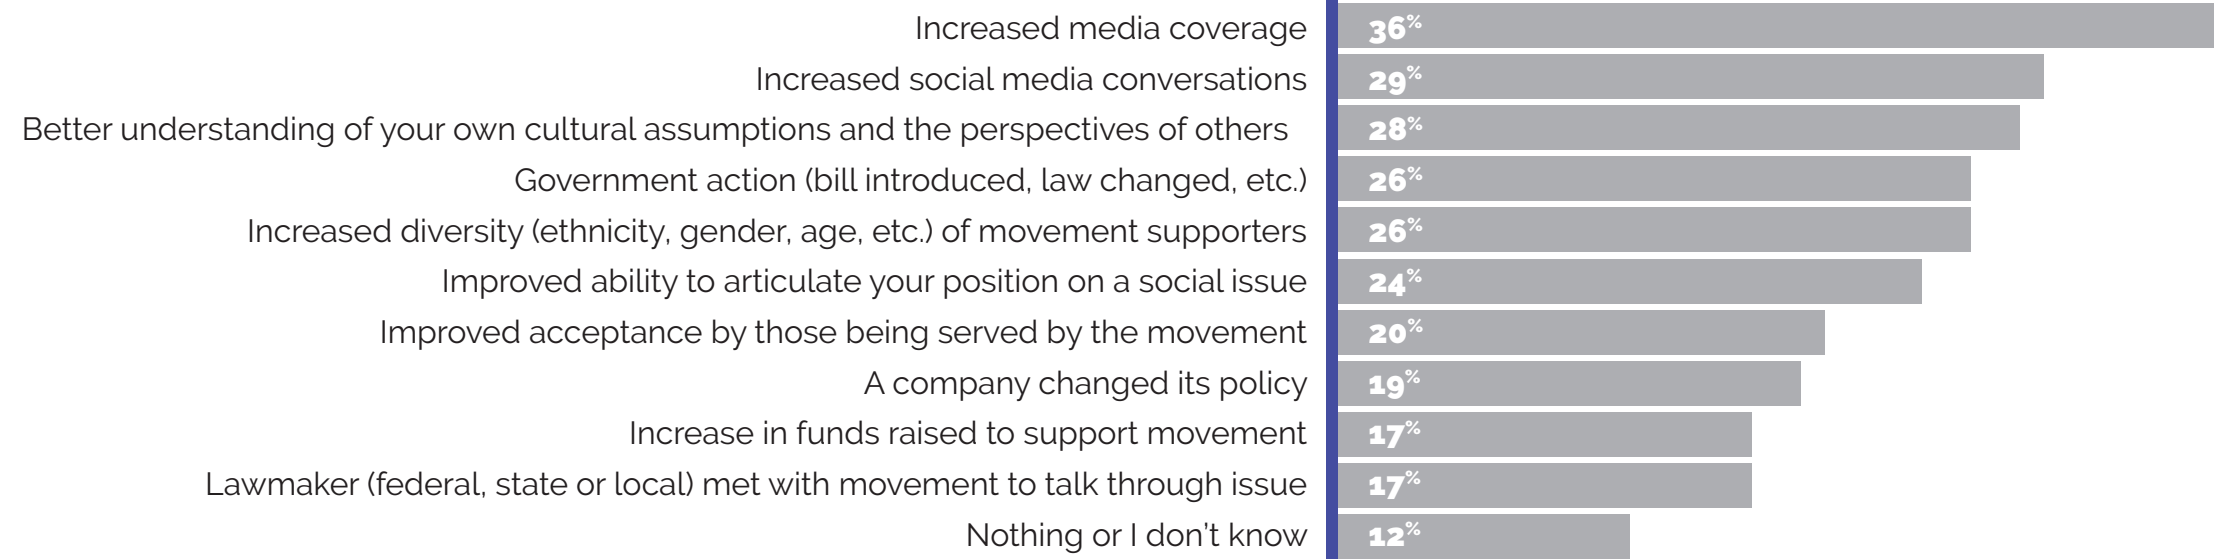 Increased media coverage 36%
Increased social media conversations 29%
Better understanding of your own cultural assumptions and the perspectives of others 28%
Government action (bill introduced, law changed, etc.) 26%
Increased diversity (ethnicity, gender, age, etc.) of movement supporters 26%
Improved ability to articulate your position on a social issue 24%
Improved acceptance by those being served by the movement 20%
A company changed its policy 19%
Increase in funds raised to support movement 17%
Lawmaker (federal, state or local) met with movement to talk through issue 17%
Nothing or I don’t know 12%